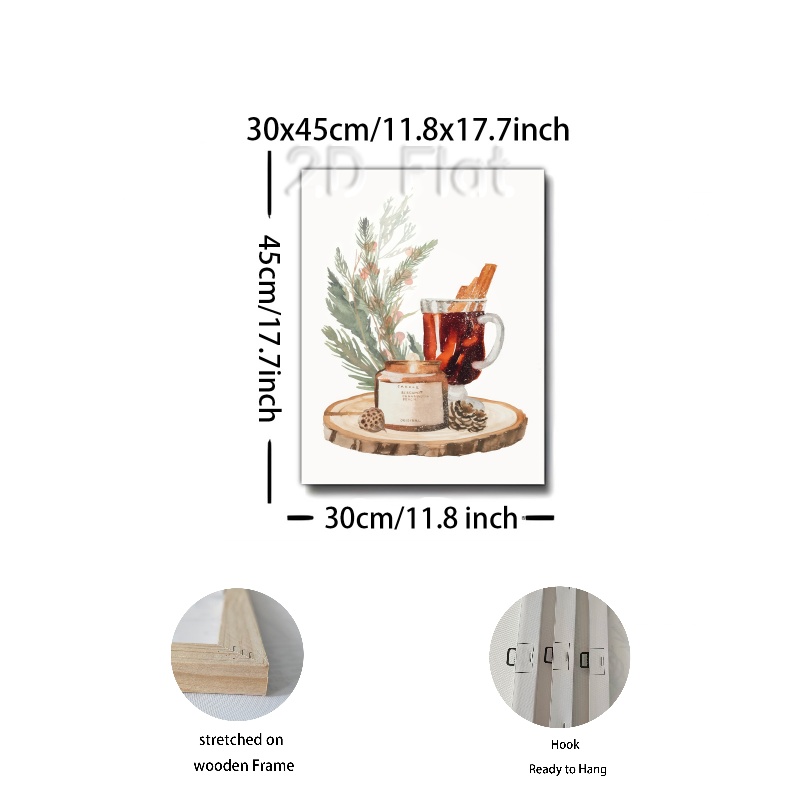 30x45cm/11.8x17.7inch
2D Flat
45cm/17.7inch
30cm/11.8 inch
stretched on
wooden Frame
Hook
Ready to Hang